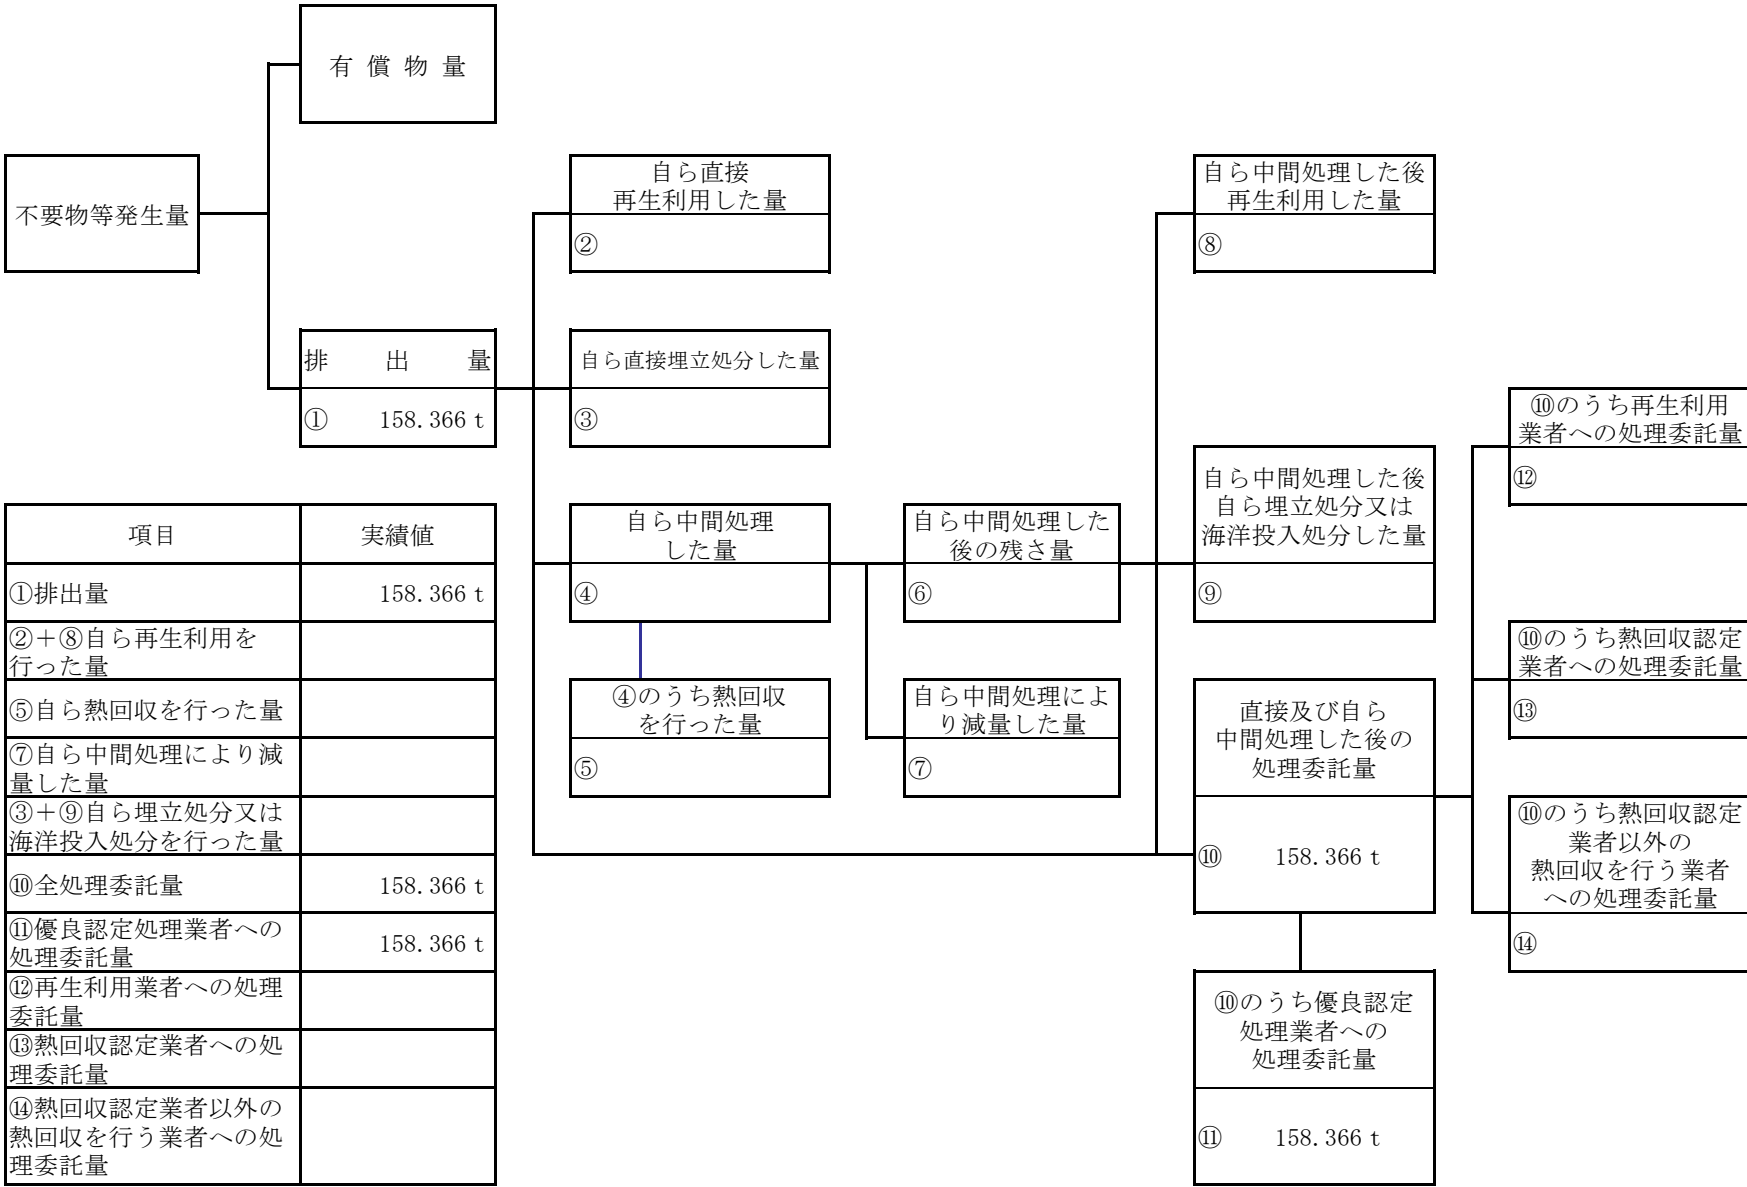 有償物量
不要物等発生量
自ら直接
再生利用した量
②
自ら中間処理した後
再生利用した量
⑧
排出量
① 158.366 t
自ら直接埋立処分した量
③
⑩のうち再生利用
業者への処理委託量
⑫
自ら中間処理した後
自ら埋立処分又は
海洋投入処分した量
⑨
自ら中間処理
した量
④
自ら中間処理した
後の残さ量
⑥
④のうち熱回収
を行った量
⑤
自ら中間処理によ
り減量した量
⑦
⑩のうち熱回収認定
業者への処理委託量
⑬
直接及び自ら
中間処理した後の
処理委託量
⑩ 158.366 t
⑩のうち熱回収認定
業者以外の
熱回収を行う業者
への処理委託量
⑭
⑩のうち優良認定
処理業者への
処理委託量
⑪ 158.366 t
項目 実績値
①排出量 158.366 t
②＋⑧自ら再生利用を
行った量
⑤自ら熱回収を行った量
⑦自ら中間処理により減
量した量
③＋⑨自ら埋立処分又は
海洋投入処分を行った量
⑩全処理委託量 158.366 t
⑪優良認定処理業者への
処理委託量 158.366 t
⑫再生利用業者への処理
委託量
⑬熱回収認定業者への処
理委託量
⑭熱回収認定業者以外の
熱回収を行う業者への処
理委託量